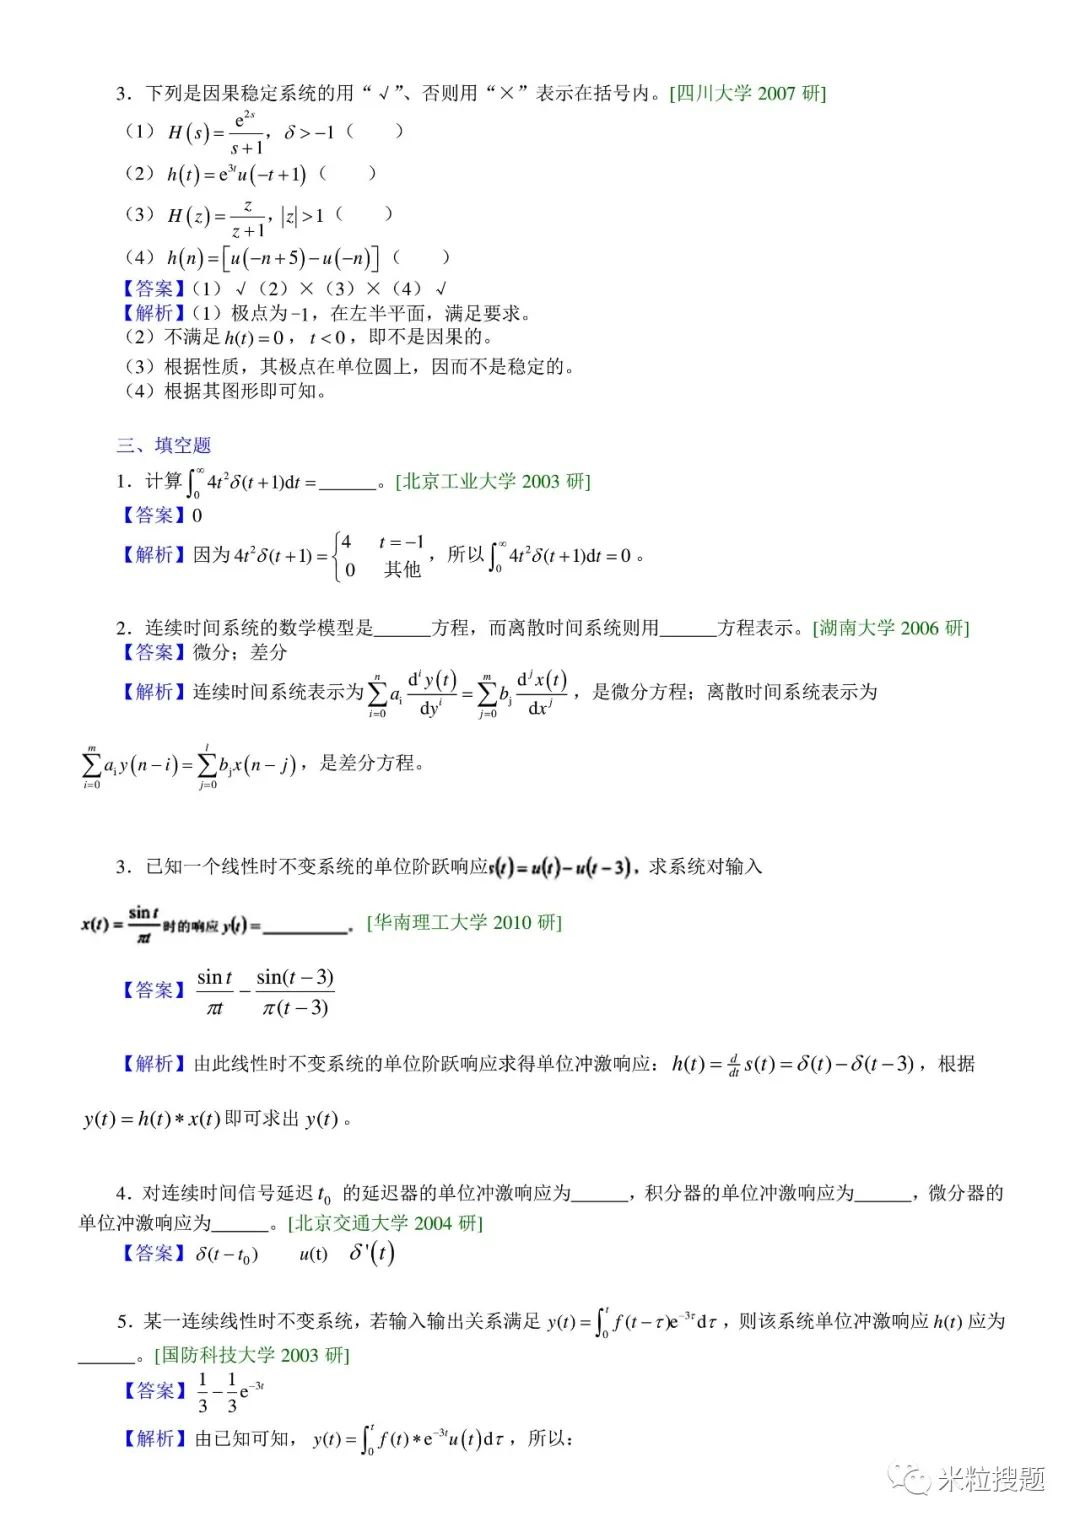 3．下列是因果稳定系统的用“√”、否则用“×”表示在括号内。[四川大学 2007 研]
（1）H(s)=e^{2s}/(s+1)，δ>−1（　　）
（2）h(t)=e^{3t}u(−t+1)（　　）
（3）H(z)=z/(z+1)，|z|>1（　　）
（4）h(n)=[u(−n+5)−u(−n)]（　　）
【答案】（1）√（2）×（3）×（4）√
【解析】（1）极点为−1，在左半平面，满足要求。
（2）不满足h(t)=0，t<0，即不是因果的。
（3）根据性质，其极点在单位圆上，因而不是稳定的。
（4）根据其图形即可知。
三、填空题
1．计算∫_0^∞ 4t²δ(t+1)dt=______。[北京工业大学 2003 研]
【答案】0
【解析】因为4t²δ(t+1)={4 t=−1; 0 其他，所以∫_0^∞ 4t²δ(t+1)dt=0。
2．连续时间系统的数学模型是______方程，而离散时间系统则用______方程表示。[湖南大学 2006 研]
【答案】微分；差分
【解析】连续时间系统表示为∑_{i=0}^{n} a_i d^i y(t)/dy^i=∑_{j=0}^{m} b_j d^j x(t)/dx^j，是微分方程；离散时间系统表示为
∑_{i=0}^{m} a_i y(n−i)=∑_{j=0}^{l} b_j x(n−j)，是差分方程。
3．已知一个线性时不变系统的单位阶跃响应s(t)=u(t)−u(t−3)，求系统对输入
x(t)=sin t/πt 时的响应 y(t)=______。[华南理工大学 2010 研]
【答案】sin t/πt − sin(t−3)/π(t−3)
【解析】由此线性时不变系统的单位阶跃响应求得单位冲激响应：h(t)=d/dt s(t)=δ(t)−δ(t−3)，根据
y(t)=h(t)*x(t)即可求出 y(t)。
4．对连续时间信号延迟 t_0 的延迟器的单位冲激响应为______，积分器的单位冲激响应为______，微分器的
单位冲激响应为______。[北京交通大学 2004 研]
【答案】δ(t−t_0)　　u(t)　δ'(t)
5．某一连续线性时不变系统，若输入输出关系满足 y(t)=∫_0^t f(t−τ)e^{−3τ}dτ，则该系统单位冲激响应 h(t) 应为
______。[国防科技大学 2003 研]
【答案】1/3−1/3 e^{−3t}
【解析】由已知可知，y(t)=∫_0^t f(t)*e^{−3t}u(t)dτ，所以：
米粒搜题